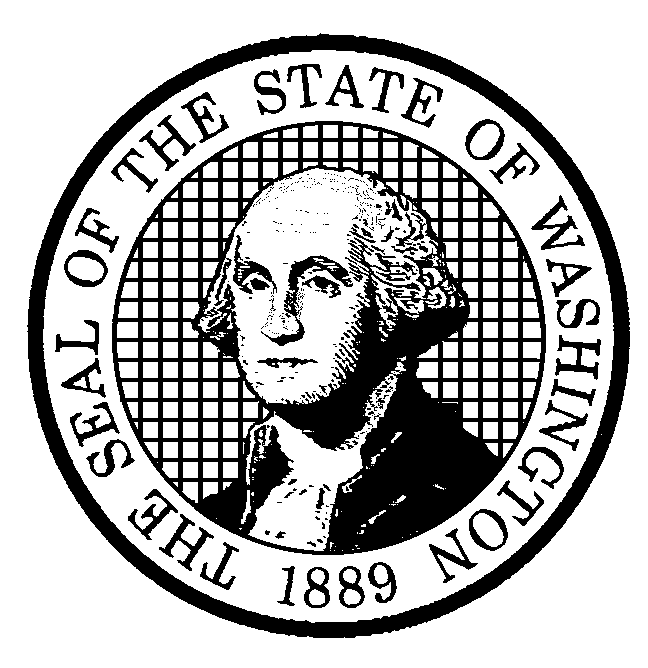 THE SEAL OF THE STATE OF WASHINGTON
1889